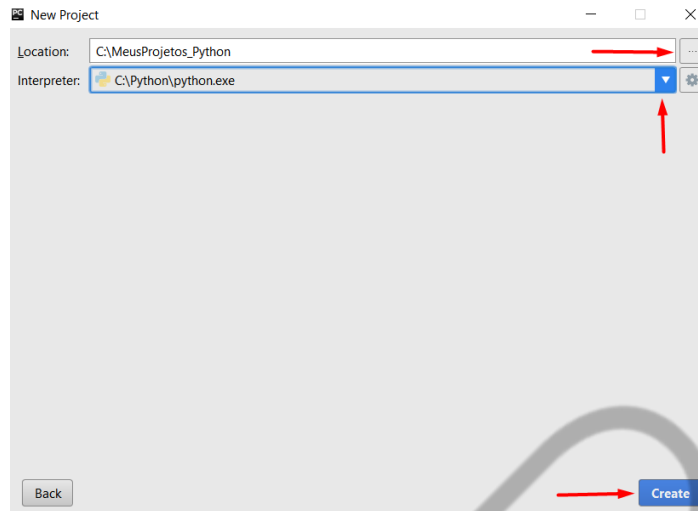 PC New Project
Location: C:\MeusProjetos_Python ...
Interpreter: C:\Python\python.exe
Back Create